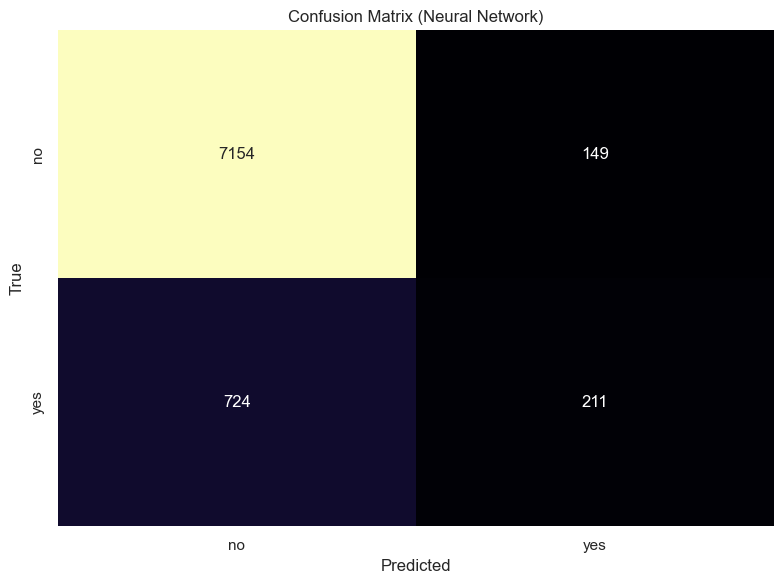 Confusion Matrix (Neural Network)
True
no
7154
149
yes
724
211
no
yes
Predicted